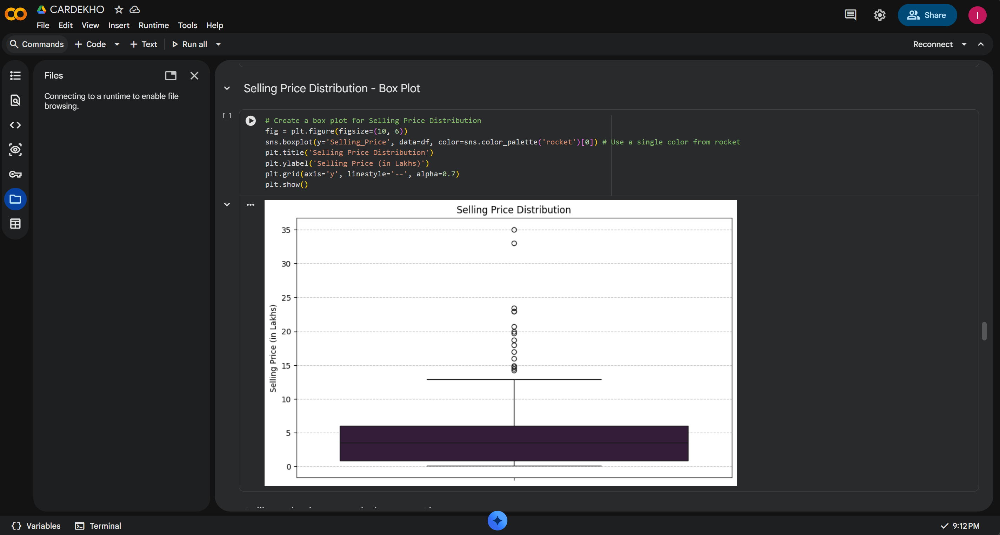 CARDEKHO
File Edit View Insert Runtime Tools Help
Share
I
Commands + Code + Text Run all
Reconnect
Files
Connecting to a runtime to enable file
browsing.
Selling Price Distribution - Box Plot
[ ]
# Create a box plot for Selling Price Distribution
fig = plt.figure(figsize=(10, 6))
sns.boxplot(y='Selling_Price', data=df, color=sns.color_palette('rocket')[0]) # Use a single color from rocket
plt.title('Selling Price Distribution')
plt.ylabel('Selling Price (in Lakhs)')
plt.grid(axis='y', linestyle='--', alpha=0.7)
plt.show()
Selling Price Distribution
35
30
25
20
15
10
5
0
Selling Price (in Lakhs)
Variables
Terminal
9:12 PM